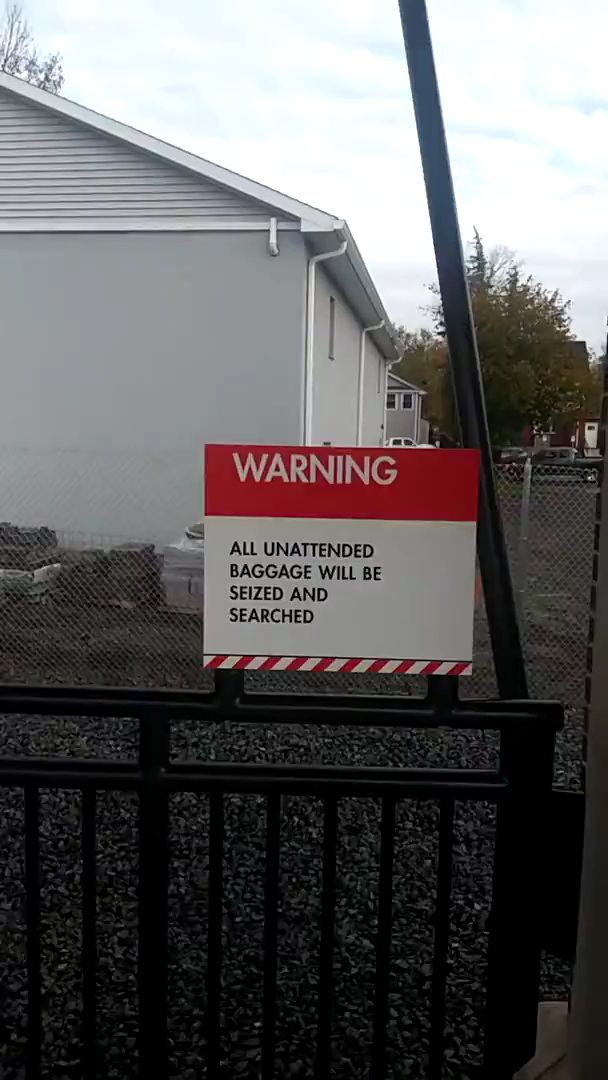 WARNING
ALL UNATTENDED
BAGGAGE WILL BE
SEIZED AND
SEARCHED